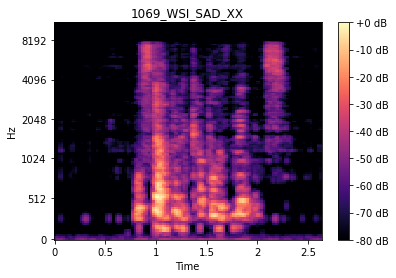 1069_WSI_SAD_XX
8192
4096
2048
1024
512
0
Hz
0
0.5
1
1.5
2
2.5
Time
+0 dB
-10 dB
-20 dB
-30 dB
-40 dB
-50 dB
-60 dB
-70 dB
-80 dB